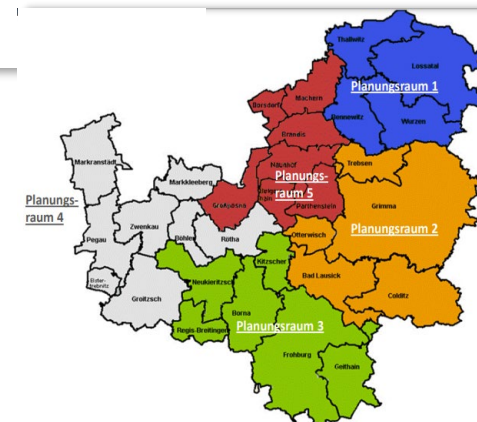 Thallwitz
Lossatal
Planungsraum 1
Bennewitz
Wurzen
Borsdorf
Machern
Brandis
Naunhof
Planungs-
raum 5
Großpösna
Parthenstein
Trebsen
Grimma
Planungsraum 2
Otterwisch
Bad Lausick
Colditz
Markranstädt
Markkleeberg
Planungs-
raum 4
Pegau
Zwenkau
Böhlen
Rötha
Elster-
trebnitz
Groitzsch
Kitzscher
Neukieritzsch
Borna
Planungsraum 3
Regis-Breitingen
Frohburg
Geithain